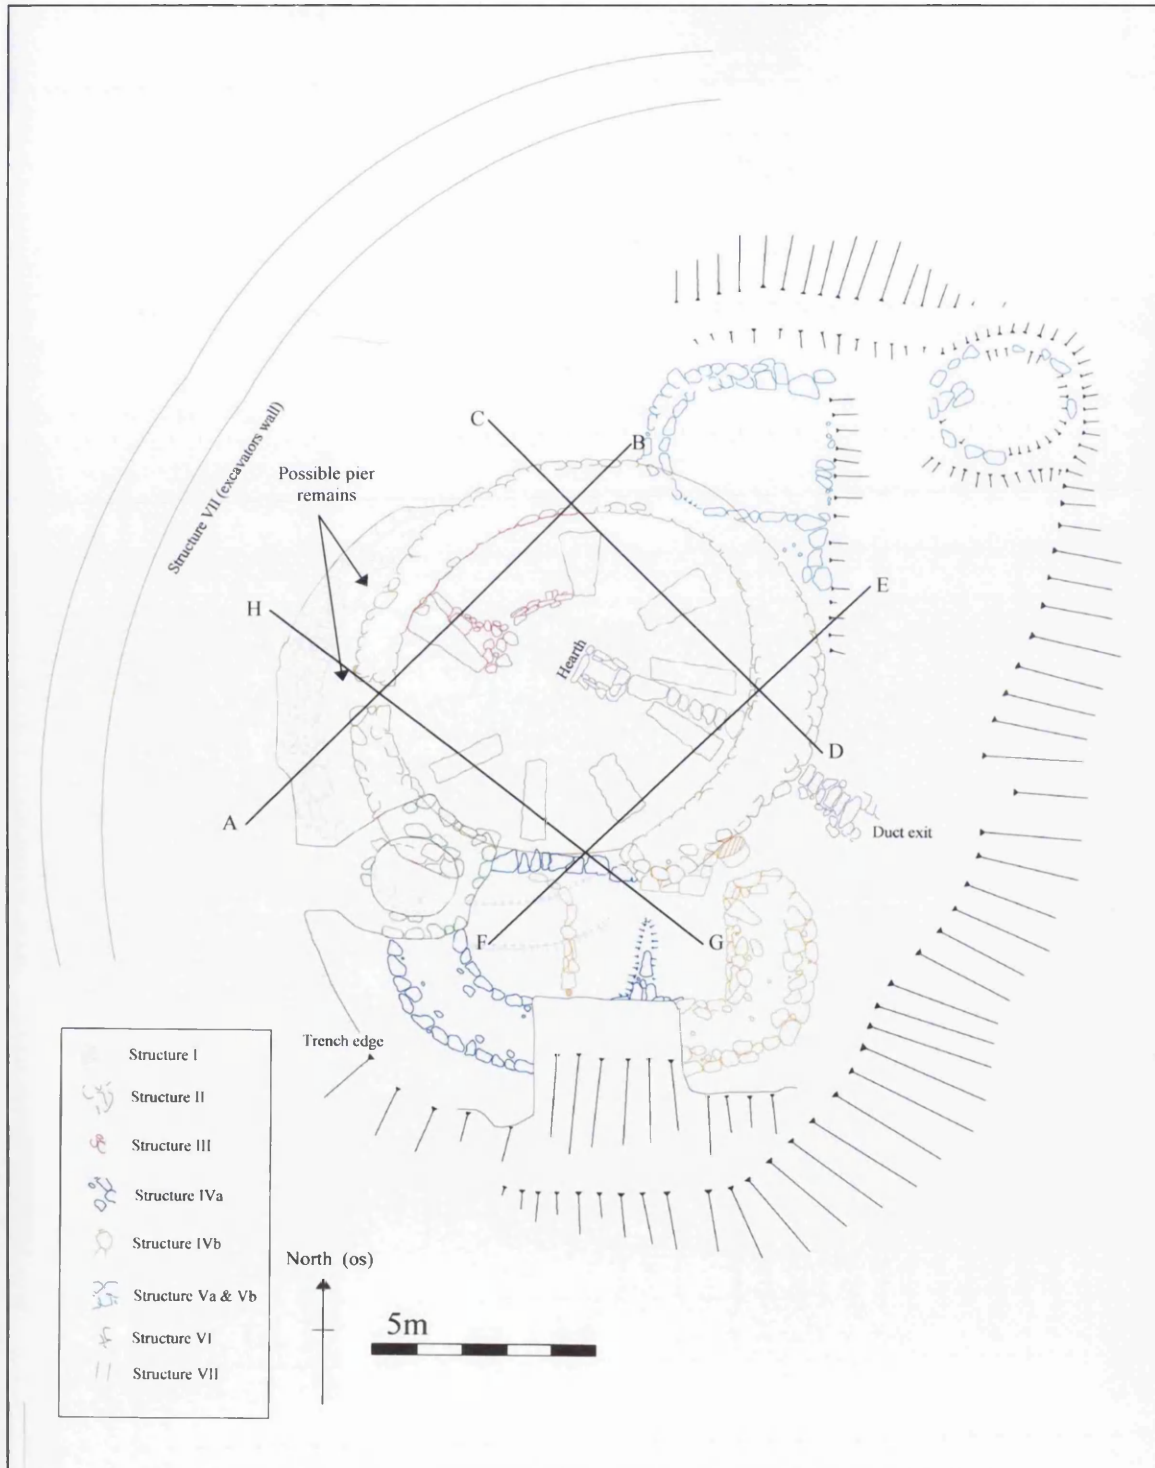 C
B
Possible pier
remains
Structure VII (excavators wall)
H
E
Hearth
D
A
Duct exit
F
G
Trench edge
Structure I
Structure II
Structure III
Structure IVa
Structure IVb
Structure Va & Vb
Structure VI
Structure VII
North (os)
5m